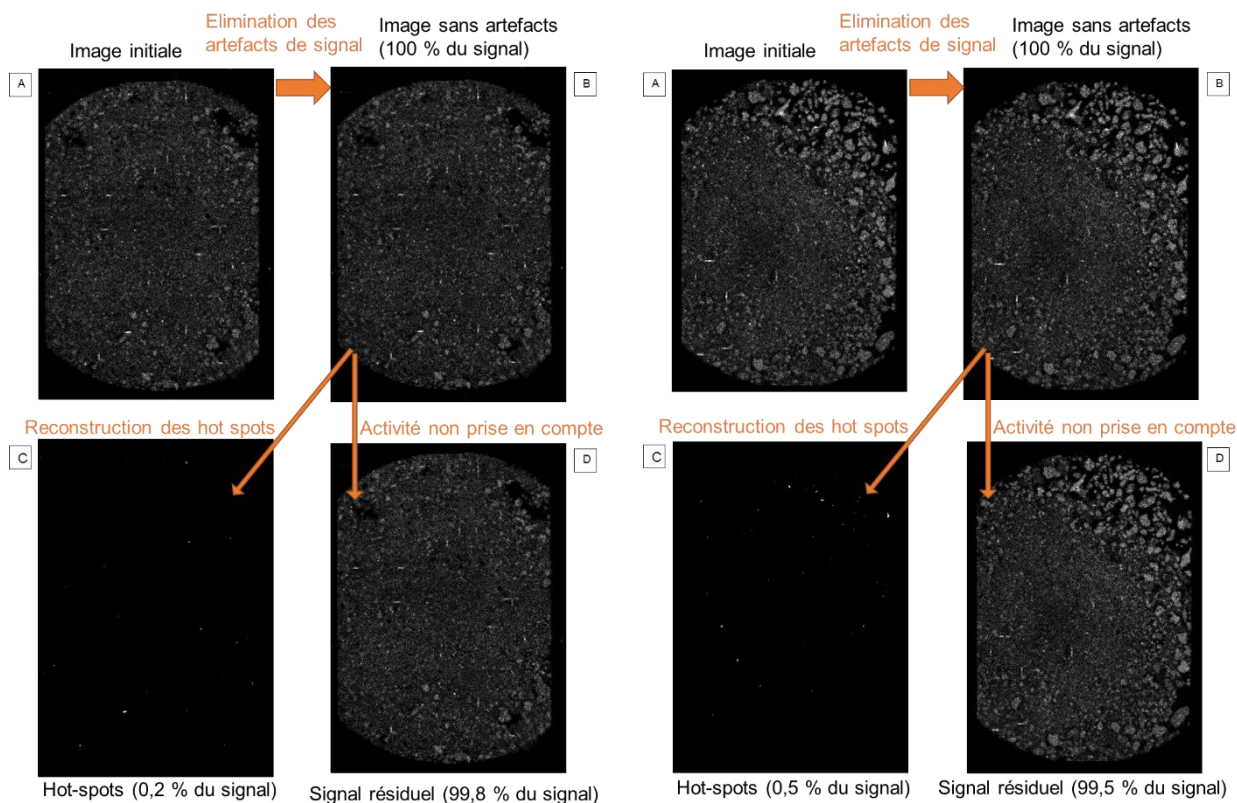 Elimination des
artefacts de signal
Image sans artefacts
(100 % du signal)
Image initiale
A
B
Reconstruction des hot spots
Activité non prise en compte
C
D
Hot-spots (0,2 % du signal)
Signal résiduel (99,8 % du signal)
Elimination des
artefacts de signal
Image sans artefacts
(100 % du signal)
Image initiale
A
B
Reconstruction des hot spots
Activité non prise en compte
C
D
Hot-spots (0,5 % du signal)
Signal résiduel (99,5 % du signal)